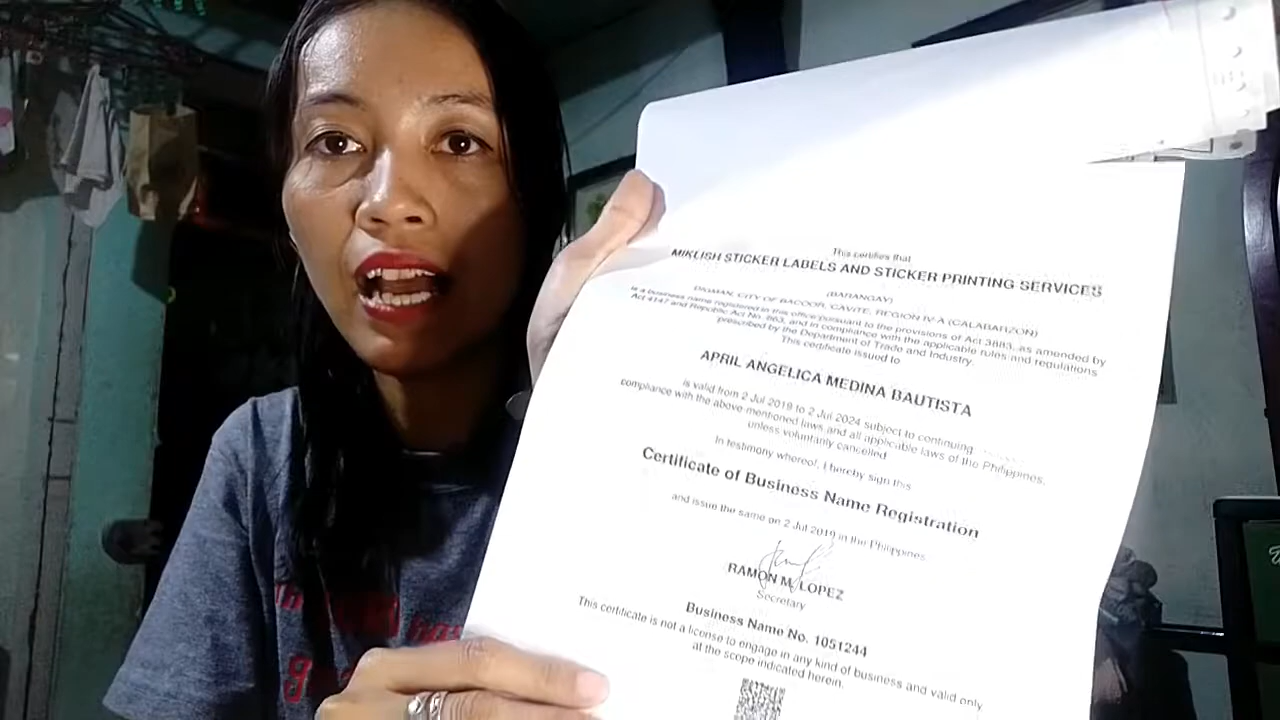 This certifies that
MIKLISH STICKER LABELS AND STICKER PRINTING SERVICES
(BARANGAY)
DIGMAN, CITY OF BACOOR, CAVITE, REGION IV-A (CALABARZON)
is a business name registered in this office pursuant to the provisions of Act 3883, as amended by
Act 4147 and Republic Act No. 863, and in compliance with the applicable rules and regulations
prescribed by the Department of Trade and Industry.
This certificate issued to
APRIL ANGELICA MEDINA BAUTISTA
is valid from 2 Jul 2019 to 2 Jul 2024 subject to continuing
compliance with the above mentioned laws and all applicable laws of the Philippines,
unless voluntarily cancelled
In testimony whereof, I hereby sign this
Certificate of Business Name Registration
and issue the same on 2 Jul 2019 in the Philippines.
RAMON M. LOPEZ
Secretary
Business Name No. 1051244
This certificate is not a license to engage in any kind of business and valid only
at the scope indicated herein.